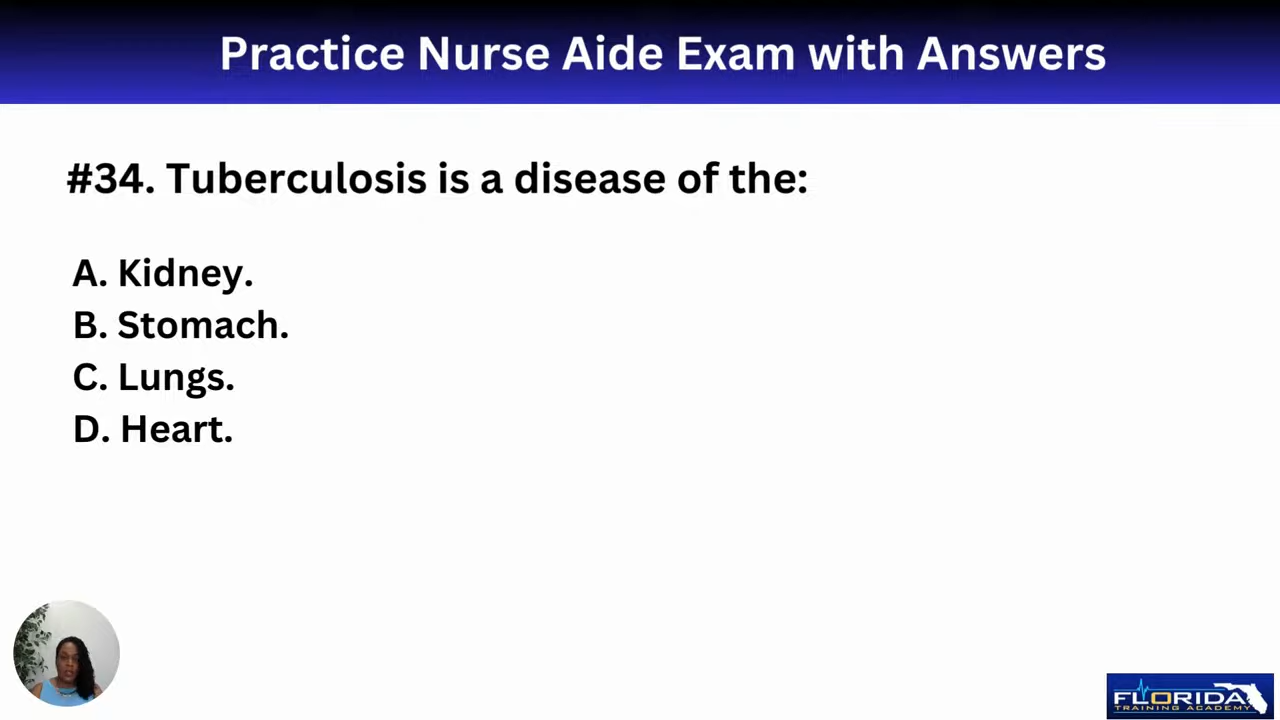 Practice Nurse Aide Exam with Answers
#34. Tuberculosis is a disease of the:
A. Kidney.
B. Stomach.
C. Lungs.
D. Heart.
FLORIDA
TRAINING ACADEMY